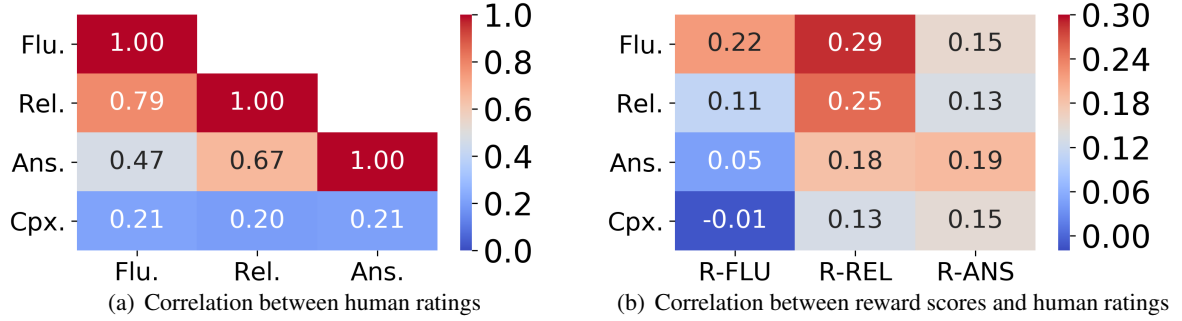 Flu. 1.00 1.0
0.8
Rel. 0.79 1.00
0.6
Ans. 0.47 0.67 1.00 0.4
0.2
Cpx. 0.21 0.20 0.21
0.0
Flu. Rel. Ans.
(a) Correlation between human ratings
Flu. 0.22 0.29 0.15 0.30
0.24
Rel. 0.11 0.25 0.13 0.18
0.12
Ans. 0.05 0.18 0.19
0.06
Cpx. -0.01 0.13 0.15 0.00
R-FLU R-REL R-ANS
(b) Correlation between reward scores and human ratings